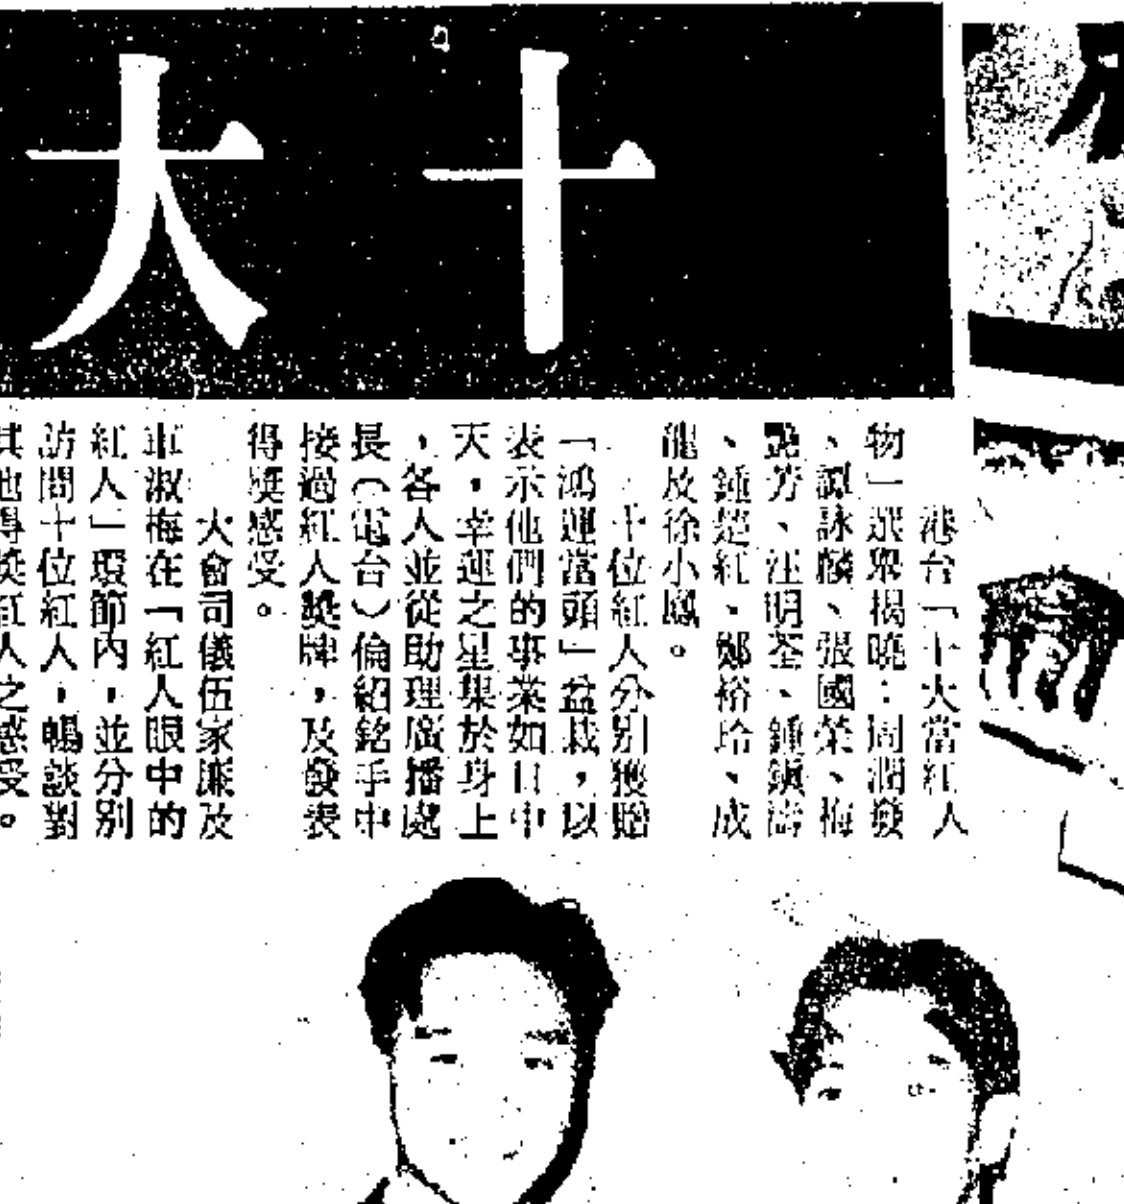 十大
港台「十大當紅人
物」選舉揭曉：周潤發
、譚詠麟、張國榮、梅
艷芳、汪明荃、鍾鎮濤
、鍾楚紅、鄭裕玲、成
龍及徐小鳳。
十位紅人分別獲贈
「鴻運當頭」盆栽，以
表示他們的事業如日中
天，幸運之星集於身上
，各人並從助理廣播處
長（電台）倫紹銘手中
接過紅人獎牌，及發表
得獎感受。
大會司儀伍家廉及
車淑梅在「紅人眼中的
紅人」環節內，並分別
訪問十位紅人，暢談對
其他得獎紅人之感受。